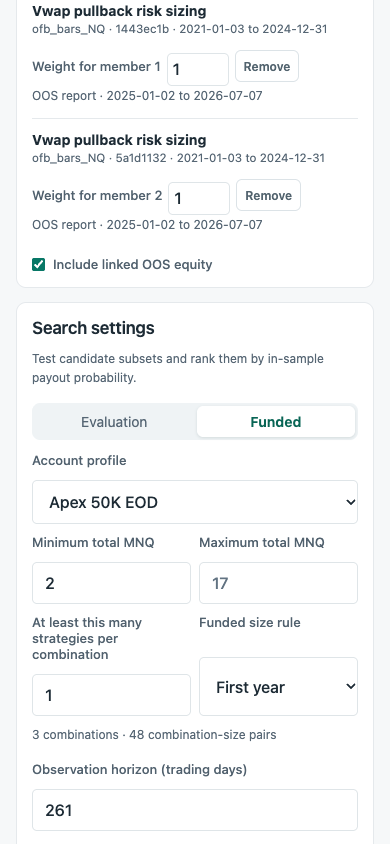 Vwap pullback risk sizing
ofb_bars_NQ · 1443ec1b · 2021-01-03 to 2024-12-31
Weight for member 1 1 Remove
OOS report · 2025-01-02 to 2026-07-07
Vwap pullback risk sizing
ofb_bars_NQ · 5a1d1132 · 2021-01-03 to 2024-12-31
Weight for member 2 1 Remove
OOS report · 2025-01-02 to 2026-07-07
Include linked OOS equity
Search settings
Test candidate subsets and rank them by in-sample
payout probability.
Evaluation Funded
Account profile
Apex 50K EOD
Minimum total MNQ Maximum total MNQ
2 17
At least this many
strategies per
combination
Funded size rule
1 First year
3 combinations · 48 combination-size pairs
Observation horizon (trading days)
261